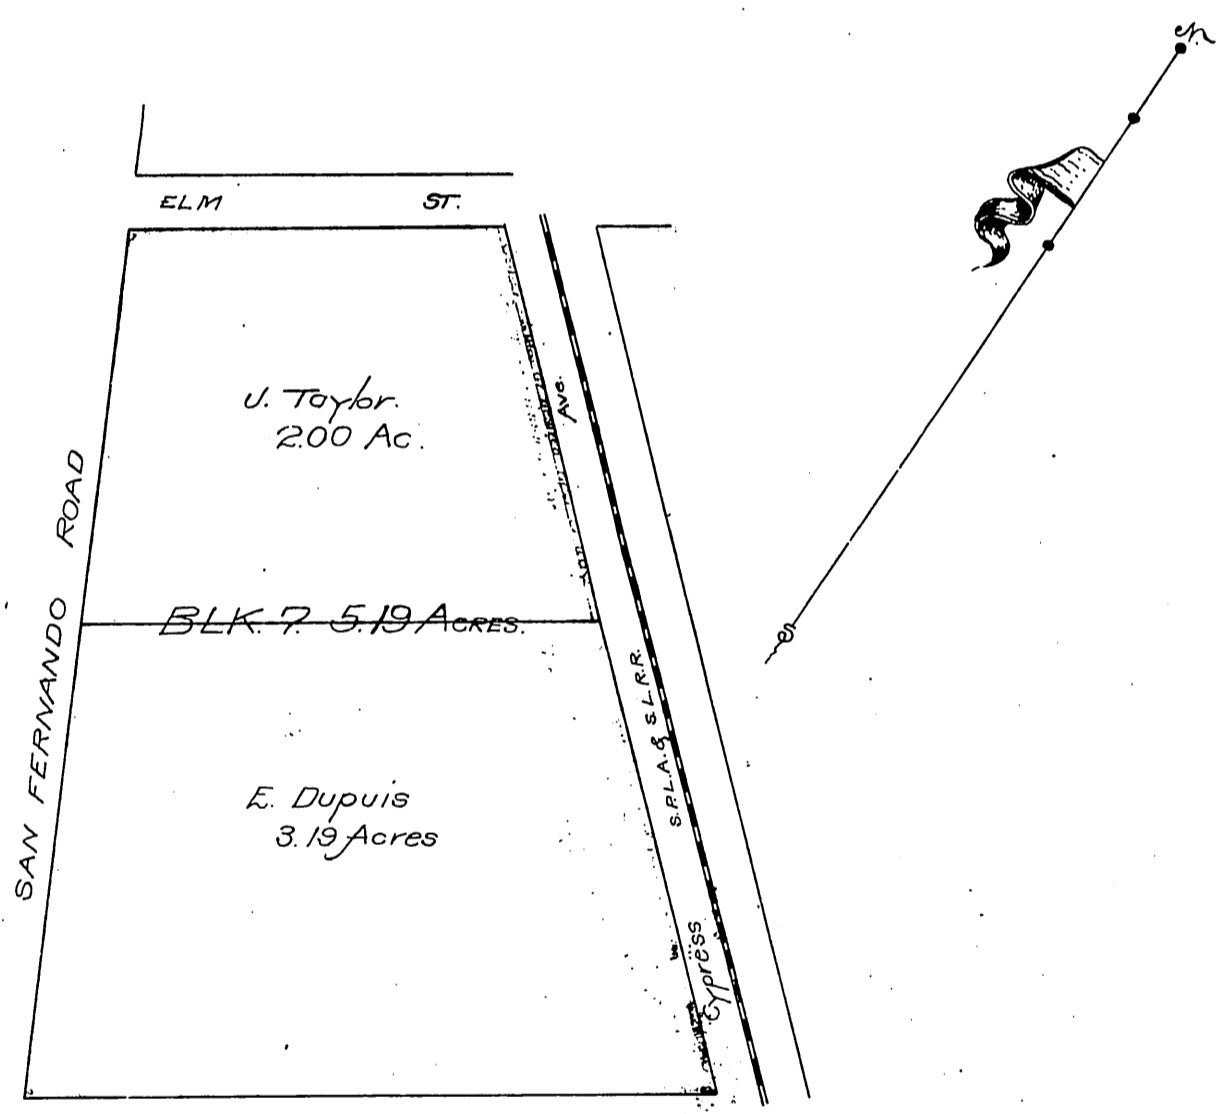 N.
ELM ST.
J. Taylor.
2.00 Ac.
Ave.
SAN FERNANDO ROAD
BLK. 7. 5.19 ACRES.
S.P.L.A. & S.L.R.R.
E. Dupuis
3.19 Acres
Cypress